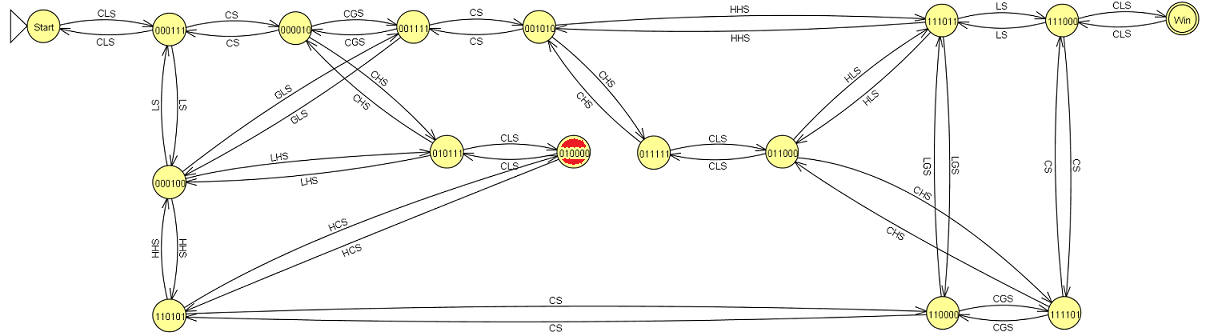 CLS CS CGS CS HHS LS CLS
Start 000111 000010 001111 001010 111011 111000 Win
CLS CS CGS CS HHS LS CLS
GLS CHS CHS HLS
LS LS GLS CHS CHS HLS
010111 CLS 010000 011111 CLS 011000
LHS CLS CLS LGS LGS CS CS
000100 LHS CHS
HCS CHS
HHS HHS HCS
110101 CS 110000 CGS 111101
CS CGS